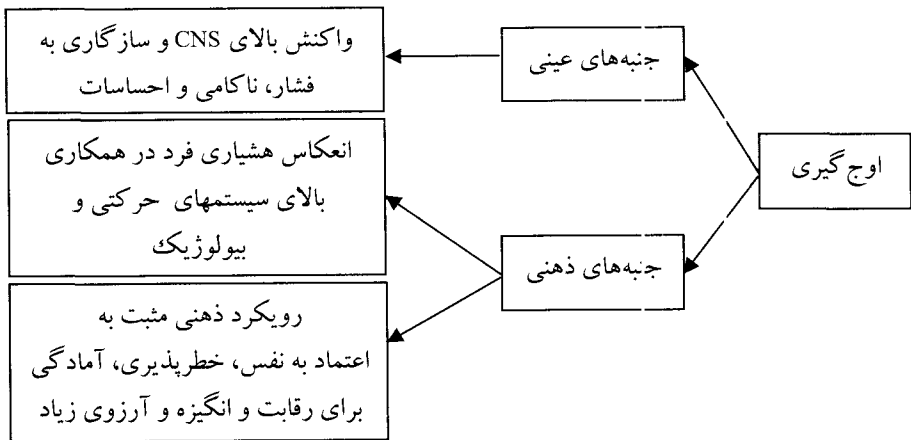 اوج‌گیری
جنبه‌های عینی
واکنش بالای CNS و سازگاری به
فشار، ناکامی و احساسات
جنبه‌های ذهنی
انعکاس هشیاری فرد در همکاری
بالای سیستمهای حرکتی و
بیولوژیک
رویکرد ذهنی مثبت به
اعتماد به نفس، خطرپذیری، آمادگی
برای رقابت و انگیزه و آرزوی زیاد